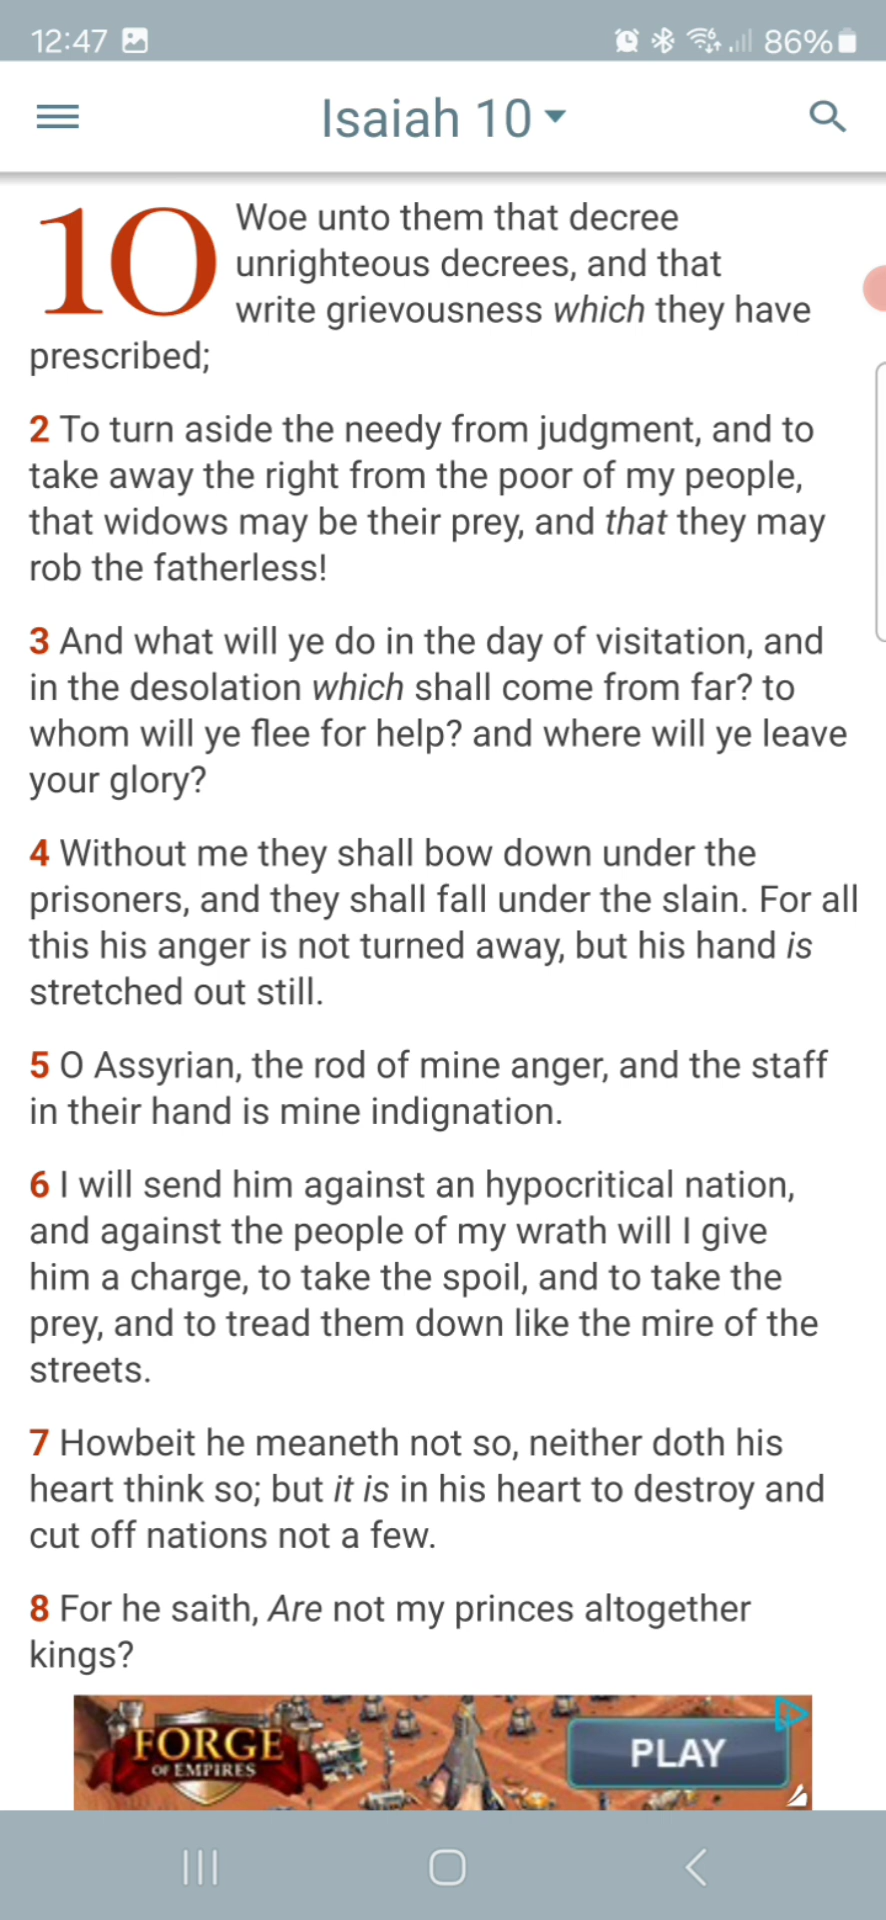 12:47
86%
Isaiah 10
10 Woe unto them that decree
unrighteous decrees, and that
write grievousness which they have
prescribed;
2 To turn aside the needy from judgment, and to
take away the right from the poor of my people,
that widows may be their prey, and that they may
rob the fatherless!
3 And what will ye do in the day of visitation, and
in the desolation which shall come from far? to
whom will ye flee for help? and where will ye leave
your glory?
4 Without me they shall bow down under the
prisoners, and they shall fall under the slain. For all
this his anger is not turned away, but his hand is
stretched out still.
5 O Assyrian, the rod of mine anger, and the staff
in their hand is mine indignation.
6 I will send him against an hypocritical nation,
and against the people of my wrath will I give
him a charge, to take the spoil, and to take the
prey, and to tread them down like the mire of the
streets.
7 Howbeit he meaneth not so, neither doth his
heart think so; but it is in his heart to destroy and
cut off nations not a few.
8 For he saith, Are not my princes altogether
kings?
FORGE
OF EMPIRES
PLAY